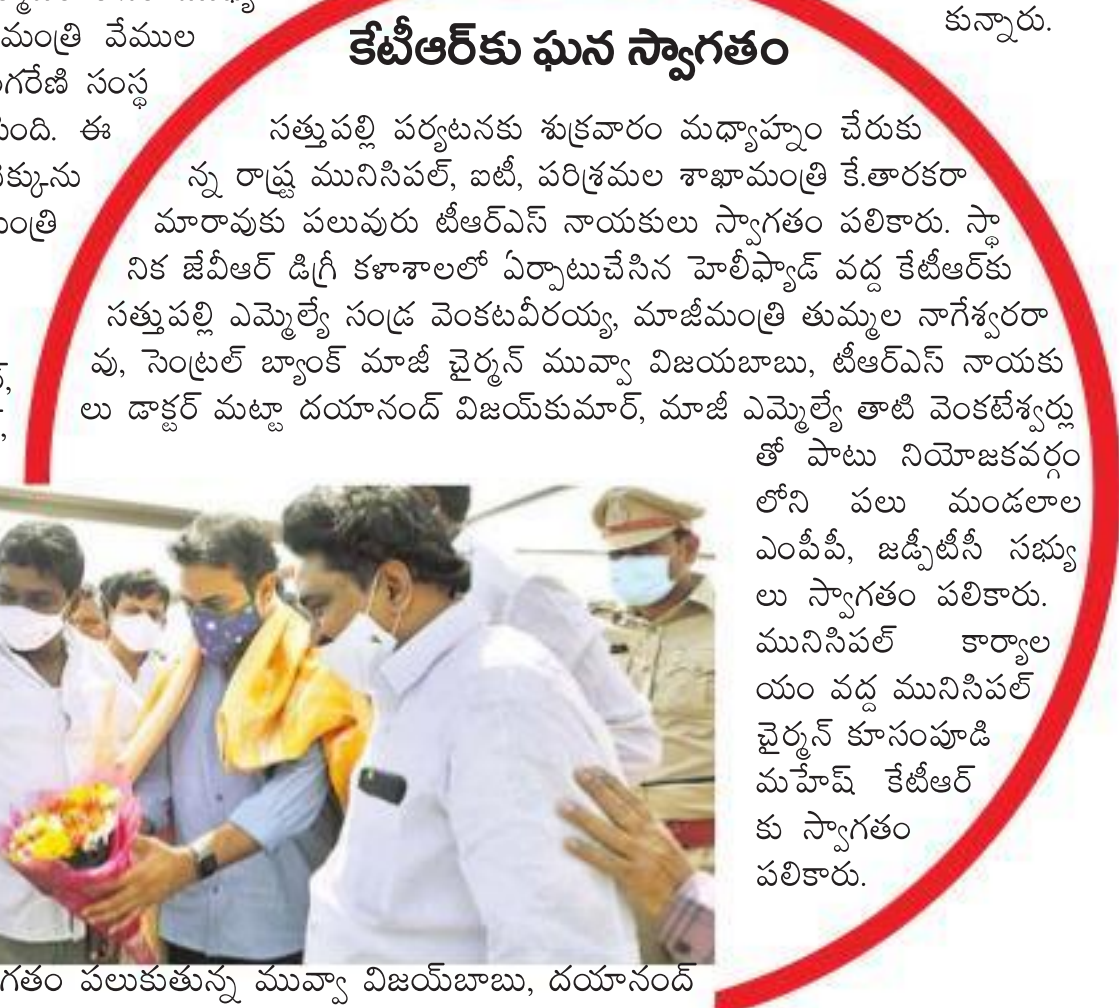 మంత్రి వేముల
సంస్థ
ఈ
కున్నారు.
కేటీఆర్‌కు ఘన స్వాగతం
సత్తుపల్లి పర్యటనకు శుక్రవారం మధ్యాహ్నం చేరుకు
న్న రాష్ట్ర మునిసిపల్, ఐటీ, పరిశ్రమల శాఖామంత్రి కే.తారకరా
మారావుకు పలువురు టీఆర్ఎస్ నాయకులు స్వాగతం పలికారు. స్థా
నిక జేవీఆర్ డిగ్రీ కళాశాలలో ఏర్పాటుచేసిన హెలీఫ్యాడ్ వద్ద కేటీఆర్‌కు
సత్తుపల్లి ఎమ్మెల్యే సండ్ర వెంకటవీరయ్య, మాజీమంత్రి తుమ్మల నాగేశ్వరరా
వు, సెంట్రల్ బ్యాంక్ మాజీ చైర్మన్ మువ్వా విజయబాబు, టీఆర్ఎస్ నాయకు
లు డాక్టర్ మట్టా దయానంద్ విజయ్‌కుమార్, మాజీ ఎమ్మెల్యే తాటి వెంకటేశ్వర్లు
తో పాటు నియోజకవర్గం
లోని పలు మండలాల
ఎంపీపీ, జడ్పీటీసీ సభ్యు
లు స్వాగతం పలికారు.
మునిసిపల్ కార్యాల
యం వద్ద మునిసిపల్
చైర్మన్ కూసంపూడి
మహేష్ కేటీఆర్
కు స్వాగతం
పలికారు.
గతం పలుకుతున్న మువ్వా విజయ్‌బాబు, దయానంద్